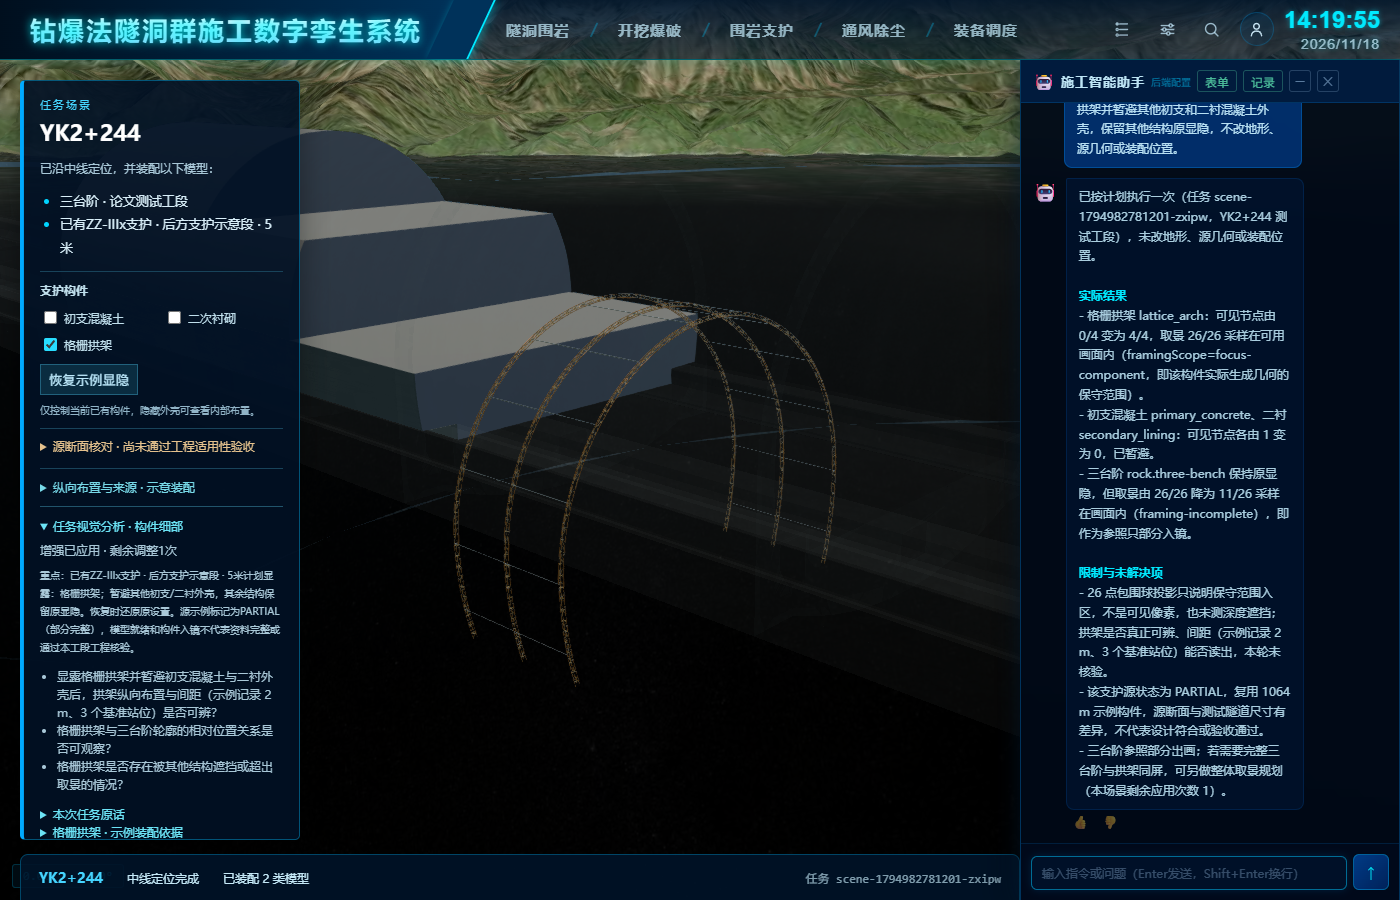 钻爆法隧洞群施工数字孪生系统
隧洞围岩 / 开挖爆破 / 围岩支护 / 通风除尘 / 装备调度
14:19:55
2026/11/18
任务场景
YK2+244
已沿中线定位，并装配以下模型：
三台阶 · 论文测试工段
已有ZZ-IIIx支护 · 后方支护示意段 · 5
米
支护构件
初支混凝土
二次衬砌
格栅拱架
恢复示例显隐
仅控制当前已有构件，隐藏外壳可查看内部布置。
源断面核对 · 尚未通过工程适用性验收
纵向布置与来源 · 示意装配
任务视觉分析 · 构件细部
增强已应用 · 剩余调整1次
重点：已有ZZ-IIIx支护 · 后方支护示意段 · 5米计划显
露：格栅拱架；暂避其他初支/二衬外壳，其余结构保
留原显隐。恢复时还原原设置。源示例标记为PARTIAL
（部分完整），模型就绪和构件入镜不代表资料完整或
通过本工段工程核验。
显露格栅拱架并暂避初支混凝土与二衬外
壳后，拱架纵向布置与间距（示例记录 2
m、3 个基准站位）是否可辨？
格栅拱架与三台阶轮廓的相对位置关系是
否可观察？
格栅拱架是否存在被其他结构遮挡或超出
取景的情况？
本次任务原话
格栅拱架 · 示例装配依据
YK2+244
中线定位完成
已装配 2 类模型
任务 scene-1794982781201-zxipw
施工智能助手
后端配置
表单
记录
拱架并暂避其他初支和二衬混凝土外
壳，保留其他结构原显隐，不改地形、
源几何或装配位置。
已按计划执行一次（任务 scene-
1794982781201-zxipw，YK2+244 测
试工段），未改地形、源几何或装配位
置。
实际结果
- 格栅拱架 lattice_arch：可见节点由
0/4 变为 4/4，取景 26/26 采样在可用
画面内（framingScope=focus-
component，即该构件实际生成几何的
保守范围）。
- 初支混凝土 primary_concrete、二衬
secondary_lining：可见节点各由 1 变
为 0，已暂避。
- 三台阶 rock.three-bench 保持原显
隐，但取景由 26/26 降为 11/26 采样
在画面内（framing-incomplete），即
作为参照只部分入镜。
限制与未解决项
- 26 点包围球投影只说明保守范围入
区，不是可见像素，也未测深度遮挡；
拱架是否真正可辨、间距（示例记录 2
m、3 个基准站位）能否读出，本轮未
核验。
- 该支护源状态为 PARTIAL，复用 1064
m 示例构件，源断面与测试隧道尺寸有
差异，不代表设计符合或验收通过。
- 三台阶参照部分出画；若需要完整三
台阶与拱架同屏，可另做整体取景规划
（本场景剩余应用次数 1）。
输入指令或问题（Enter发送，Shift+Enter换行）